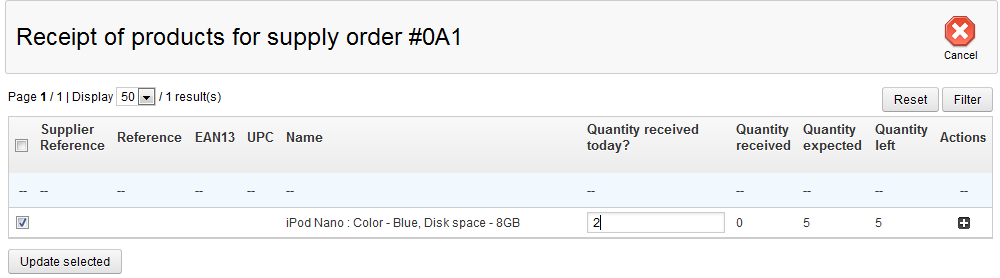 Receipt of products for supply order #0A1
Cancel
Page 1 / 1 | Display 50 / 1 result(s)
Reset Filter
Supplier Reference Reference EAN13 UPC Name Quantity received today? Quantity received Quantity expected Quantity left Actions
-- -- -- -- -- -- -- -- -- -- --
iPod Nano : Color - Blue, Disk space - 8GB 2 0 5 5
Update selected